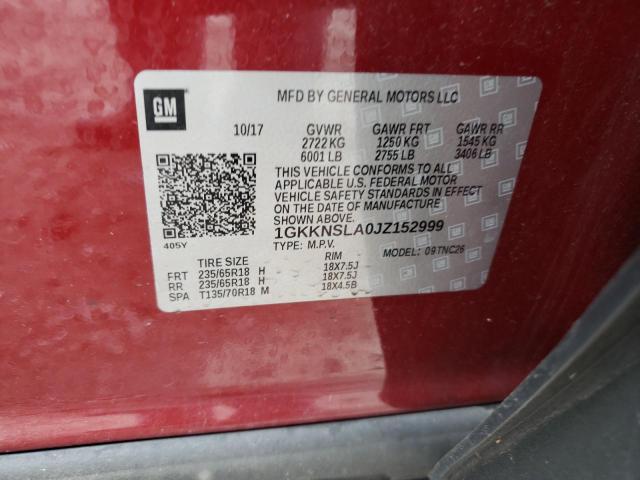 GM
MFD BY GENERAL MOTORS LLC
10/17 GVWR GAWR FRT GAWR RR
2722 KG 1250 KG 1545 KG
6001 LB 2755 LB 3406 LB
THIS VEHICLE CONFORMS TO ALL
APPLICABLE U.S. FEDERAL MOTOR
VEHICLE SAFETY STANDARDS IN EFFECT
ON THE DATE OF MANUFACTURE
SHOWN ABOVE.
405Y
1GKKNSLA0JZ152999
TYPE: M.P.V. MODEL: 09TNC26
TIRE SIZE RIM
FRT 235/65R18 H 18X7.5J
RR 235/65R18 H 18X7.5J
SPA T135/70R18 M 18X4.5B